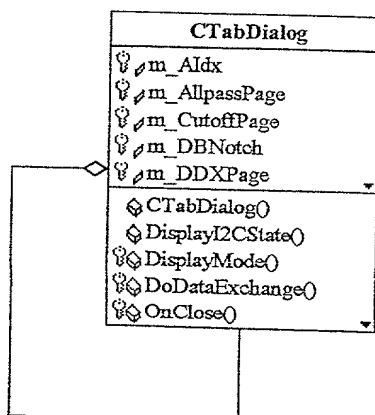 CTabDialog
m_AIdx
m_AllpassPage
m_CutoffPage
m_DBNotch
m_DDXPage
CTabDialog()
DisplayI2CState()
DisplayMode()
DoDataExchange()
OnClose()